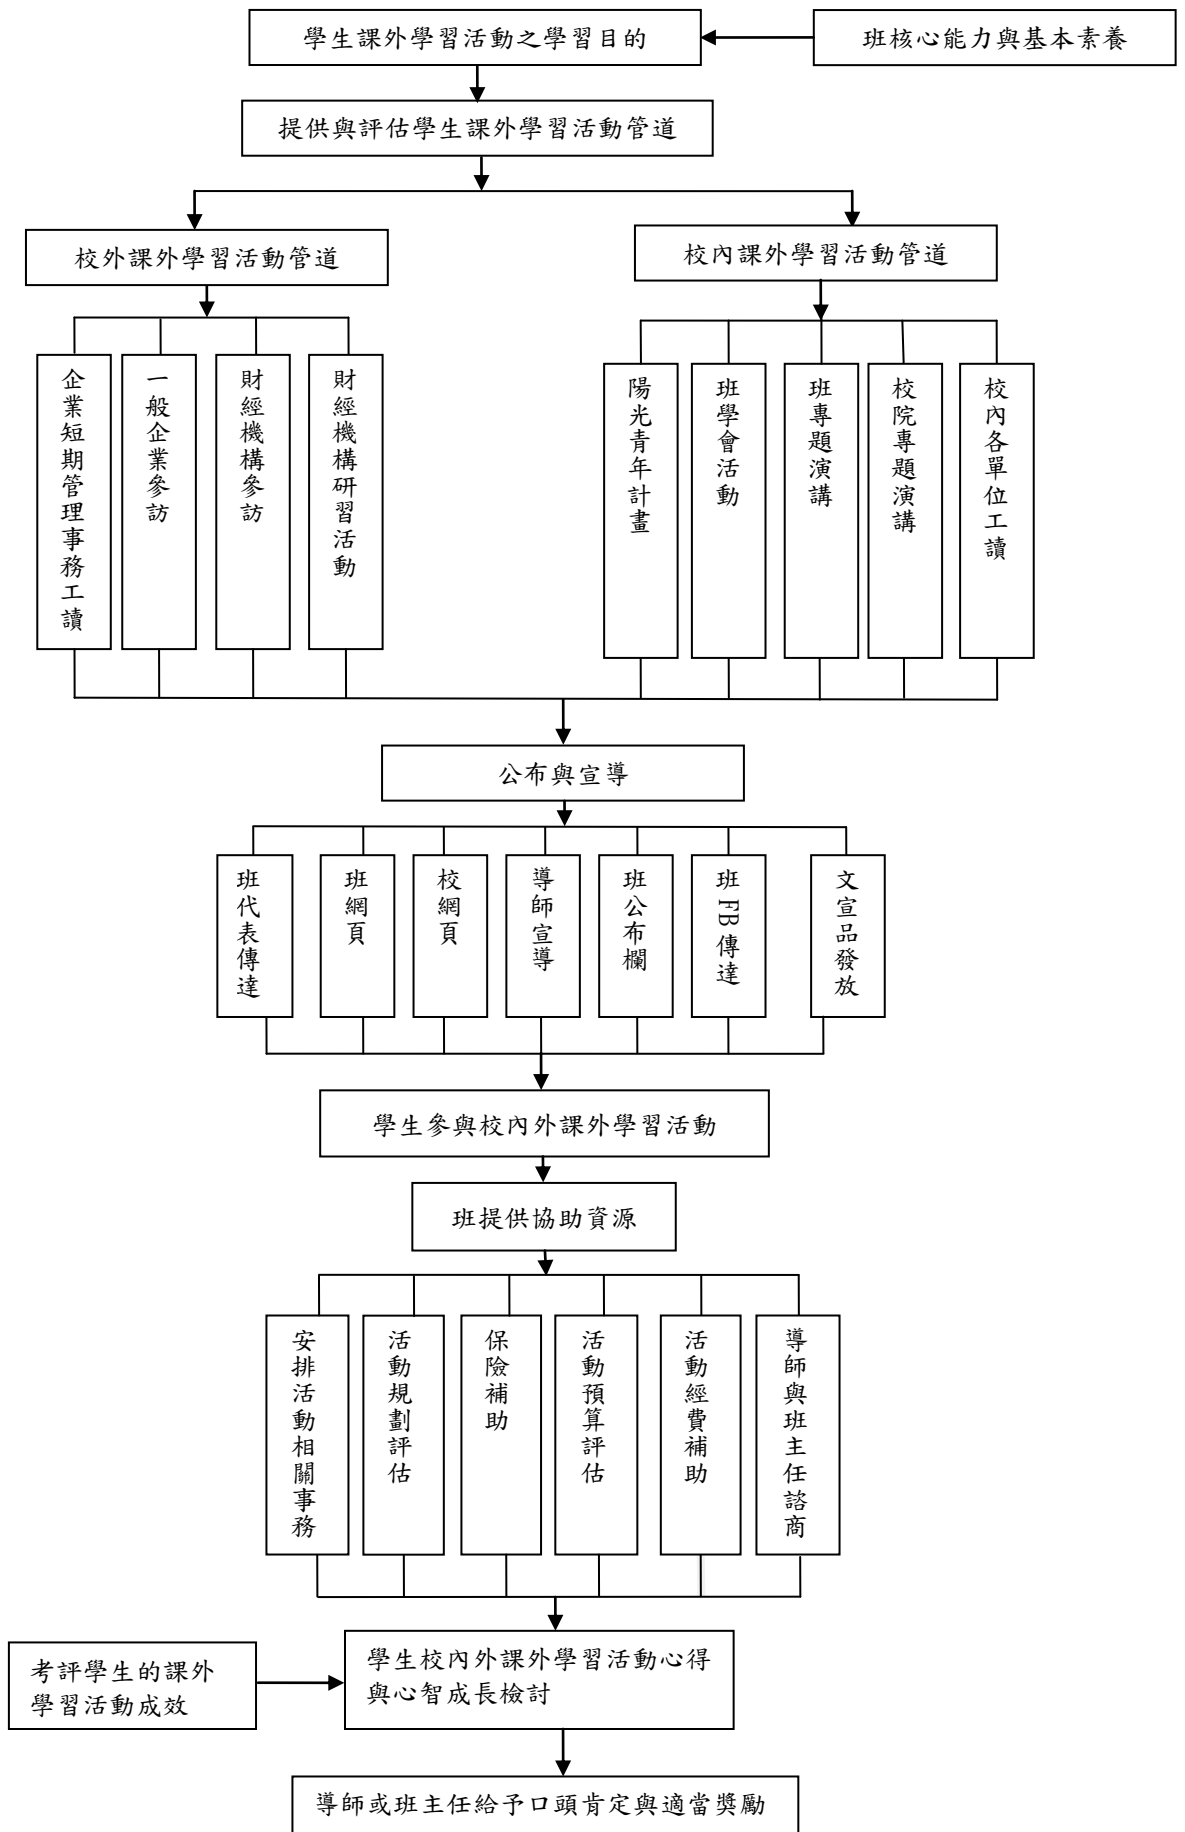 學生課外學習活動之學習目的
班核心能力與基本素養
提供與評估學生課外學習活動管道
校外課外學習活動管道
校內課外學習活動管道
企業短期管理事務工讀
一般企業參訪
財經機構參訪
財經機構研習活動
陽光青年計畫
班學會活動
班專題演講
校院專題演講
校內各單位工讀
公布與宣導
班代表傳達
班網頁
校網頁
導師宣導
班公布欄
班FB傳達
文宣品發放
學生參與校內外課外學習活動
班提供協助資源
安排活動相關事務
活動規劃評估
保險補助
活動預算評估
活動經費補助
導師與班主任諮商
考評學生的課外
學習活動成效
學生校內外課外學習活動心得
與心智成長檢討
導師或班主任給予口頭肯定與適當獎勵